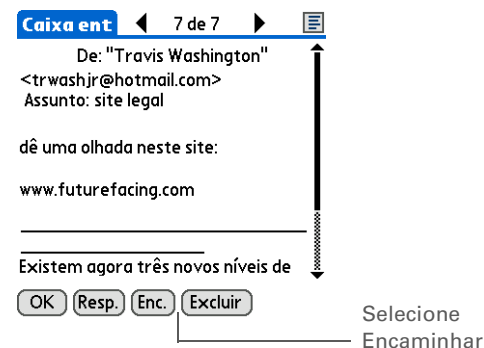 Caixa ent 7 de 7
De: "Travis Washington"
<trwashjr@hotmail.com>
Assunto: site legal
dê uma olhada neste site:
www.futurefacing.com
Existem agora três novos níveis de
OK Resp. Enc. Excluir
Selecione
Encaminhar